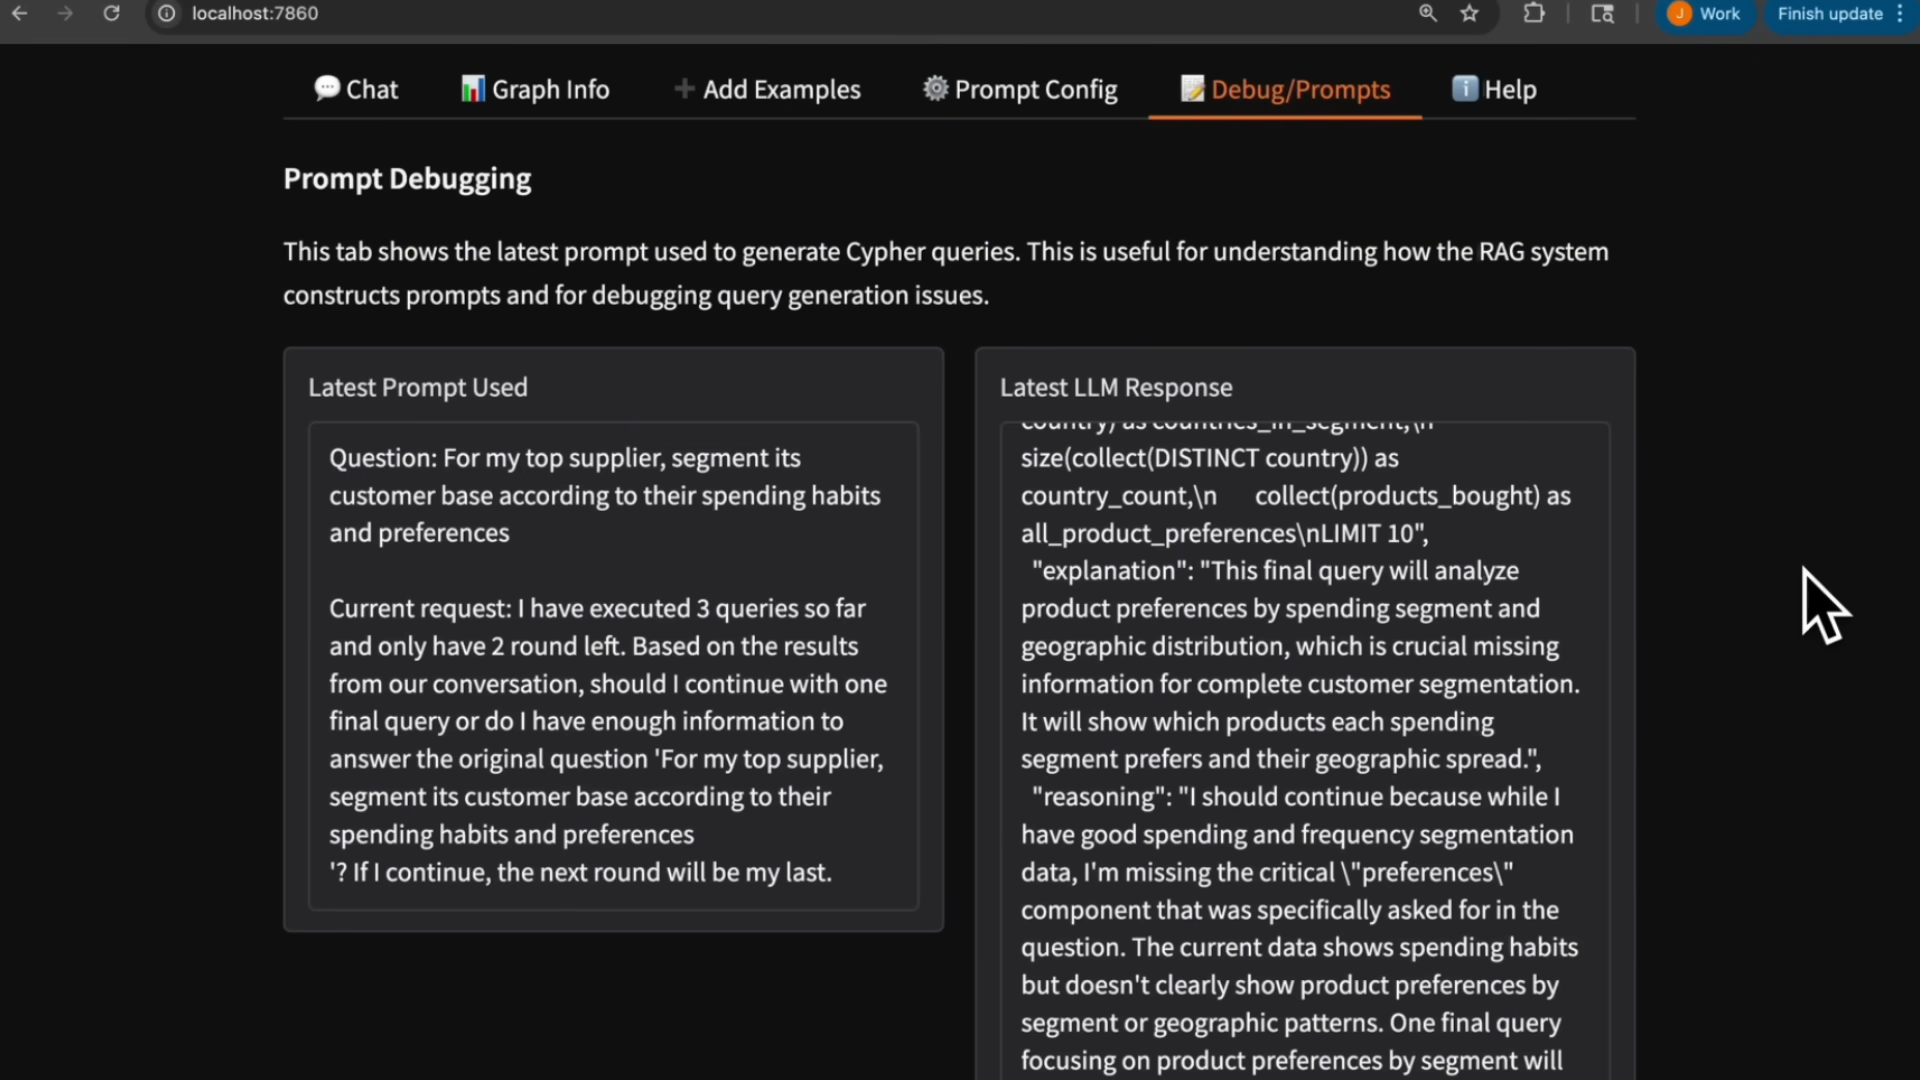 localhost:7860
Work
Finish update
Chat
Graph Info
Add Examples
Prompt Config
Debug/Prompts
Help
Prompt Debugging
This tab shows the latest prompt used to generate Cypher queries. This is useful for understanding how the RAG system
constructs prompts and for debugging query generation issues.
Latest Prompt Used
Question: For my top supplier, segment its
customer base according to their spending habits
and preferences
Current request: I have executed 3 queries so far
and only have 2 round left. Based on the results
from our conversation, should I continue with one
final query or do I have enough information to
answer the original question 'For my top supplier,
segment its customer base according to their
spending habits and preferences
'? If I continue, the next round will be my last.
Latest LLM Response
country) as countries_in_segment,\n
size(collect(DISTINCT country)) as
country_count,\n     collect(products_bought) as
all_product_preferences\nLIMIT 10",
"explanation": "This final query will analyze
product preferences by spending segment and
geographic distribution, which is crucial missing
information for complete customer segmentation.
It will show which products each spending
segment prefers and their geographic spread.",
"reasoning": "I should continue because while I
have good spending and frequency segmentation
data, I'm missing the critical \"preferences\"
component that was specifically asked for in the
question. The current data shows spending habits
but doesn't clearly show product preferences by
segment or geographic patterns. One final query
focusing on product preferences by segment will